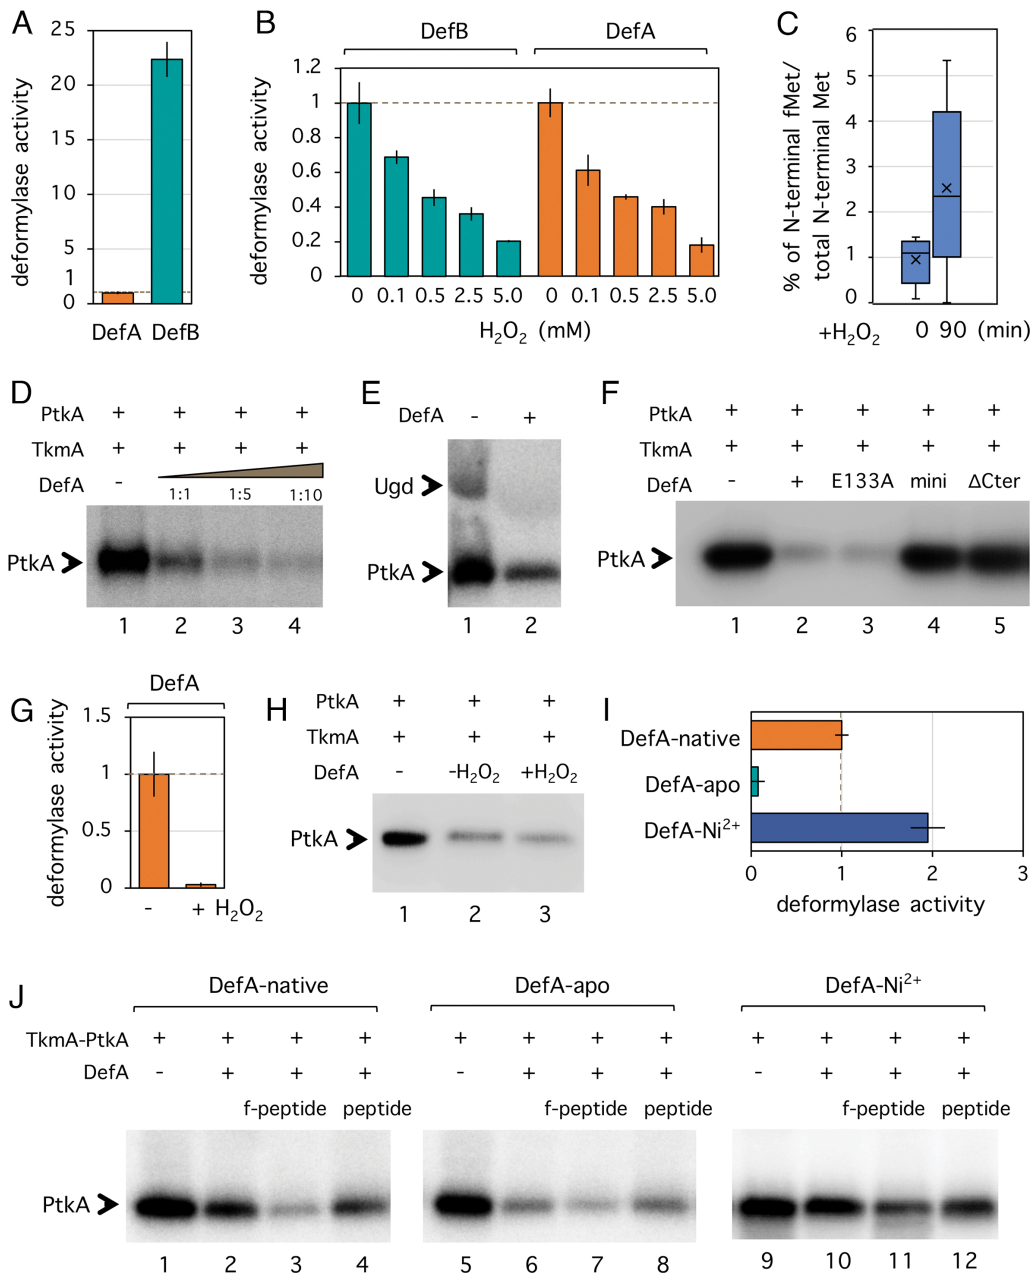 A
25
20
15
10
5
1
0
deformylase activity
DefA DefB
B
DefB DefA
1.2
1
0.8
0.6
0.4
0.2
0
deformylase activity
0 0.1 0.5 2.5 5.0 0 0.1 0.5 2.5 5.0
H₂O₂ (mM)
C
6
5
4
3
2
1
0
% of N-terminal fMet/
total N-terminal Met
+H₂O₂ 0 90 (min)
D
PtkA + + + +
TkmA + + + +
DefA - 1:1 1:5 1:10
PtkA
1 2 3 4
E
DefA - +
Ugd
PtkA
1 2
F
PtkA + + + + +
TkmA + + + + +
DefA - + E133A mini ΔCter
PtkA
1 2 3 4 5
G
DefA
1.5
1
0.5
0
deformylase activity
- + H₂O₂
H
PtkA + + +
TkmA + + +
DefA - -H₂O₂ +H₂O₂
PtkA
1 2 3
I
DefA-native
DefA-apo
DefA-Ni²⁺
0 1 2 3
deformylase activity
J
DefA-native DefA-apo DefA-Ni²⁺
TkmA-PtkA + + + + + + + + + + + +
DefA - + + + - + + + - + + +
f-peptide peptide f-peptide peptide f-peptide peptide
PtkA
1 2 3 4 5 6 7 8 9 10 11 12